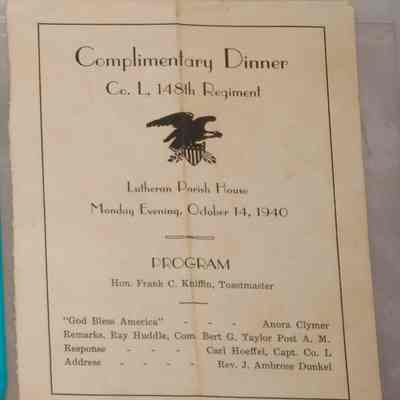 Complimentary Dinner
Co. L, 148th Regiment
Lutheran Parish House
Monday Evening, October 14, 1940
PROGRAM
Hon. Frank C. Kniffin, Toastmaster
"God Bless America" - - - Anora Clymer
Remarks, Ray Huddle, Com. Bert G. Taylor Post A. M.
Response - - - - Carl Hoeffel, Capt. Co. L
Address - - - - Rev. J. Ambrose Dunkel